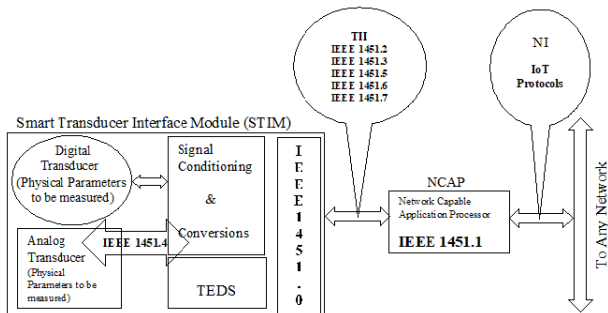 TII
IEEE 1451.2
IEEE 1451.3
IEEE 1451.5
IEEE 1451.6
IEEE 1451.7
NI
IoT
Protocols
Smart Transducer Interface Module (STIM)
Digital
Transducer
(Physical Parameters
to be measured)
Signal
Conditioning
&
Conversions
IEEE 1451.4
Analog
Transducer
(Physical
Parameters to be
measured)
TEDS
I
E
E
E
1
4
5
1
.
0
NCAP
Network Capable
Application Processor
IEEE 1451.1
To Any Network